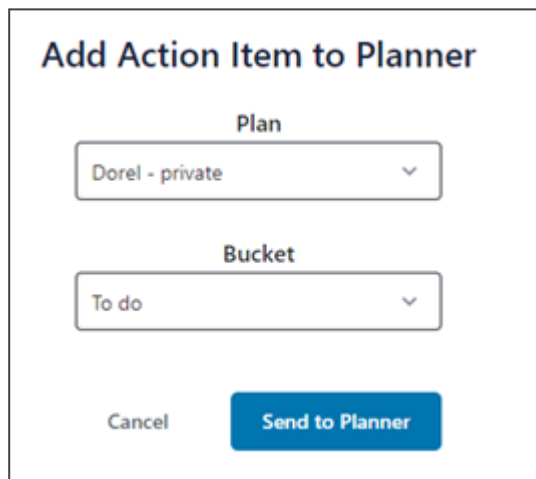 Add Action Item to Planner
Plan
Dorel - private
Bucket
To do
Cancel
Send to Planner